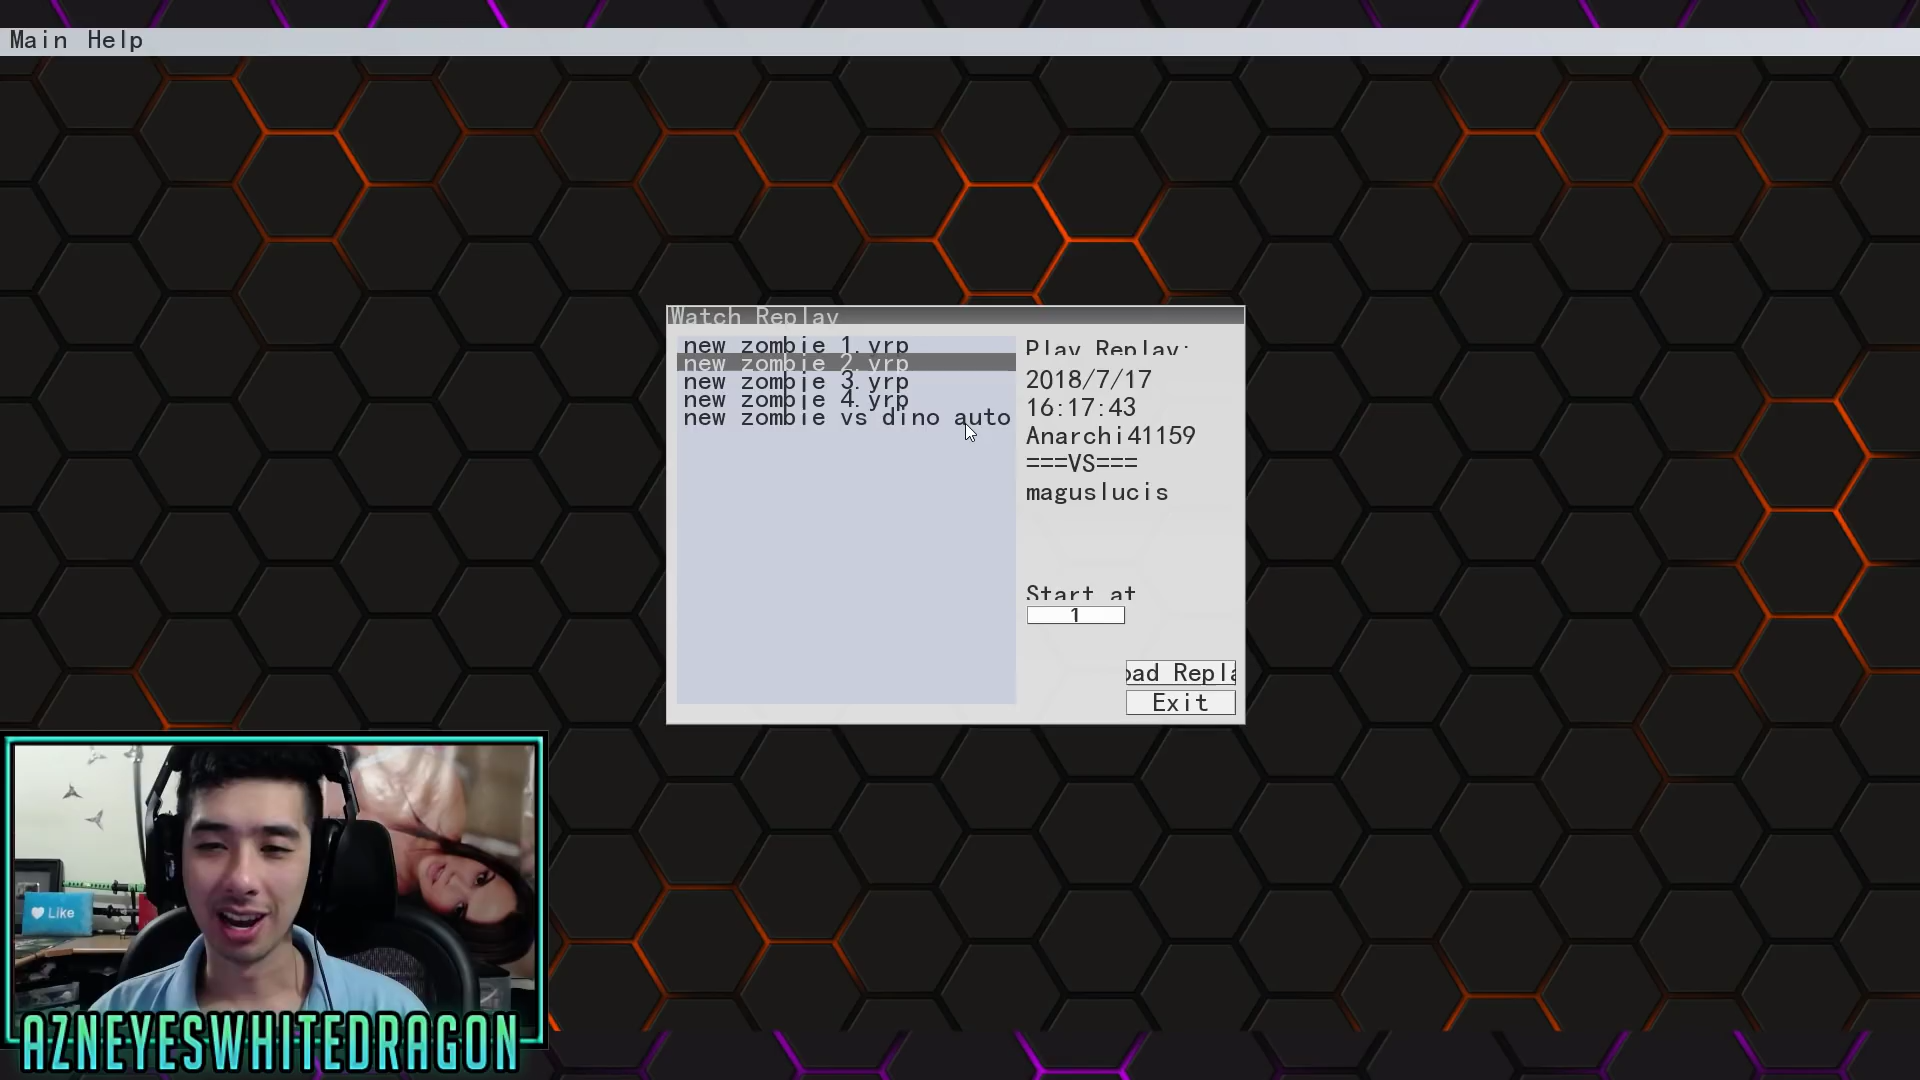 Main Help
Watch Replay
new zombie 1.yrp
new zombie 2.yrp
new zombie 3.yrp
new zombie 4.yrp
new zombie vs dino auto
Play Replay:
2018/7/17
16:17:43
Anarchi41159
===VS===
maguslucis
Start at
1
oad Repla
Exit
Like
AZNEYESWHITEDRAGON